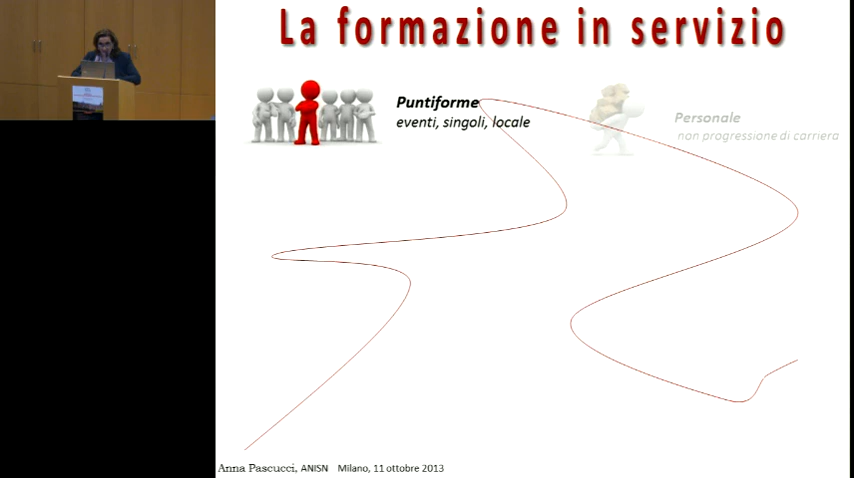 La formazione in servizio
Puntiforme
eventi, singoli, locale
Personale
non progressione di carriera
Anna Pascucci, ANISN Milano, 11 ottobre 2013